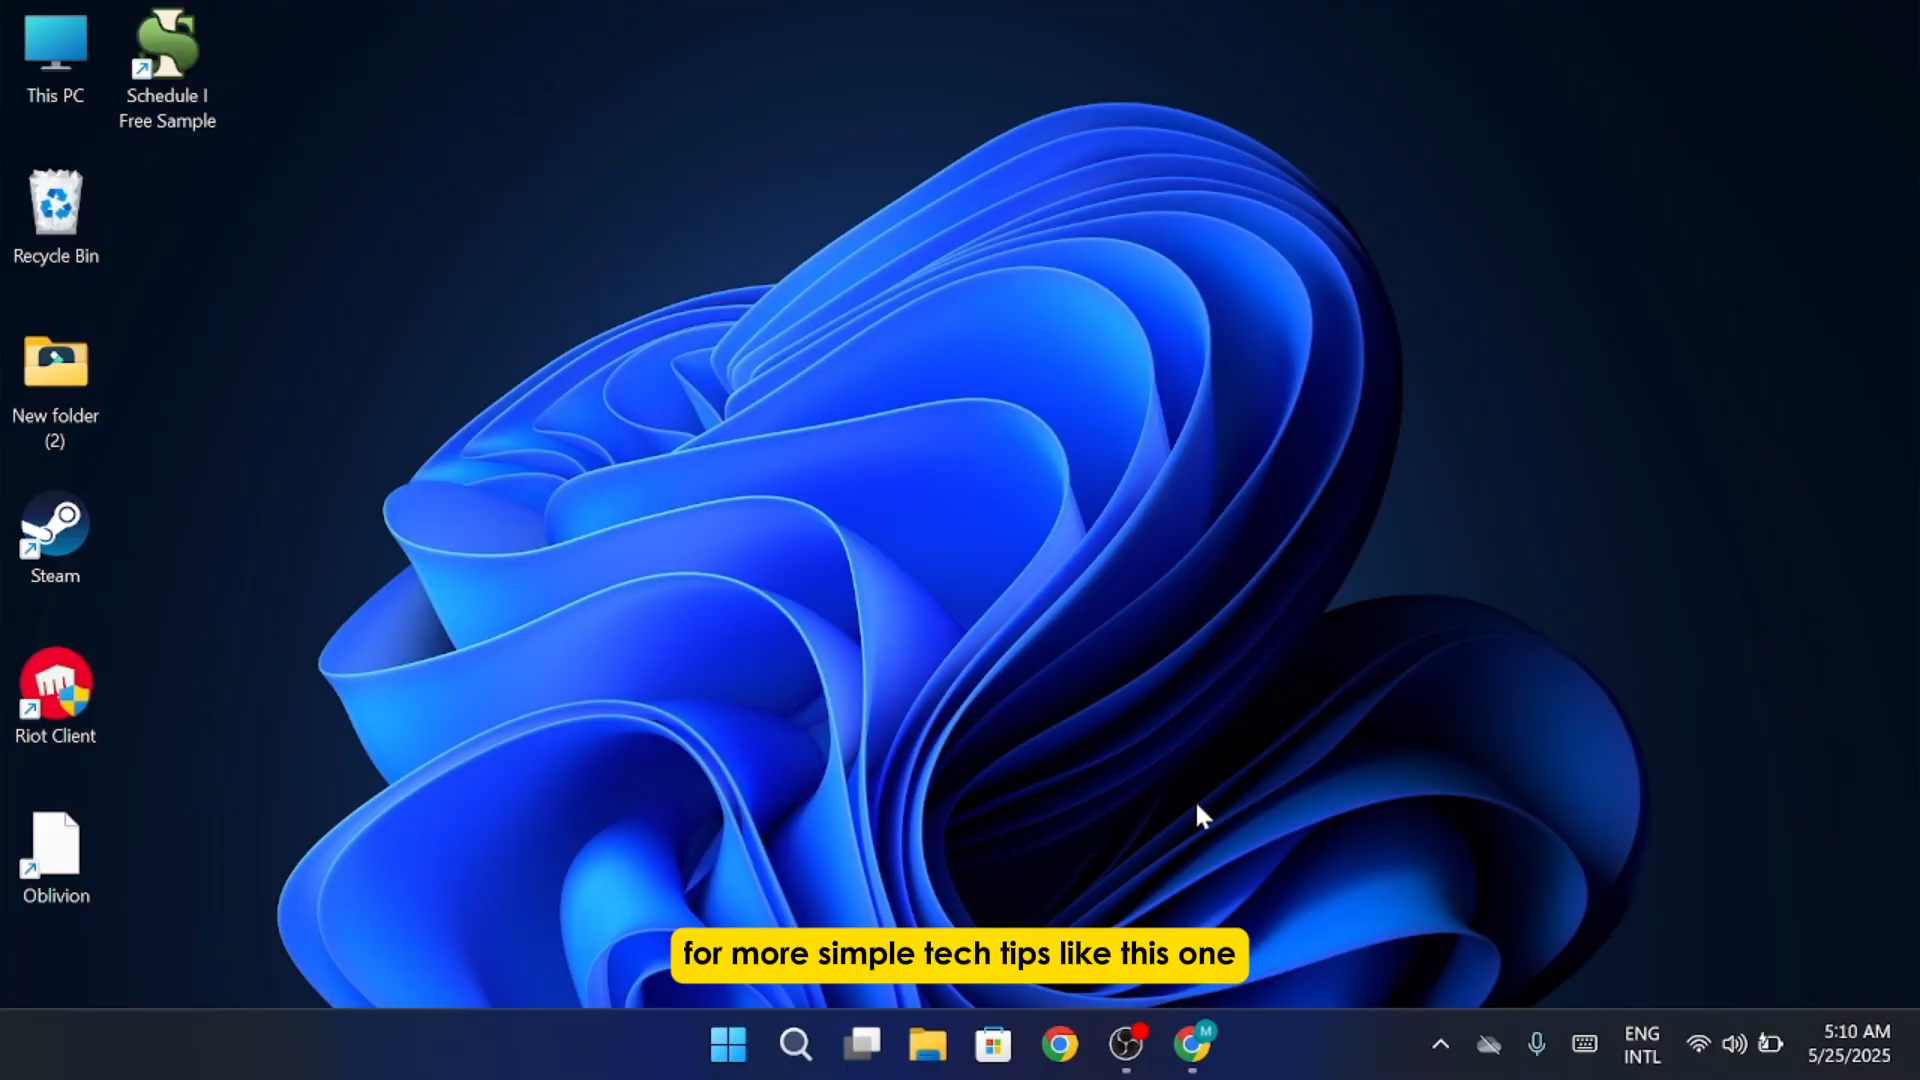 This PC
Schedule I
Free Sample
Recycle Bin
New folder
(2)
Steam
Riot Client
Oblivion
for more simple tech tips like this one
M
ENG
INTL
5:10 AM
5/25/2025